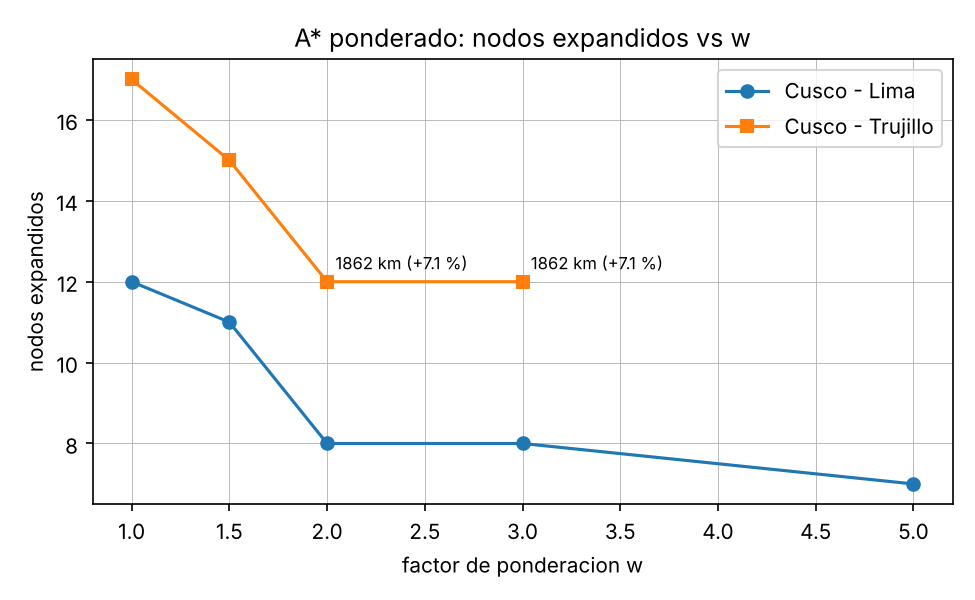 A* ponderado: nodos expandidos vs w
Cusco - Lima
Cusco - Trujillo
nodos expandidos
16
14
12
10
8
1862 km (+7.1 %)
1862 km (+7.1 %)
1.0
1.5
2.0
2.5
3.0
3.5
4.0
4.5
5.0
factor de ponderacion w